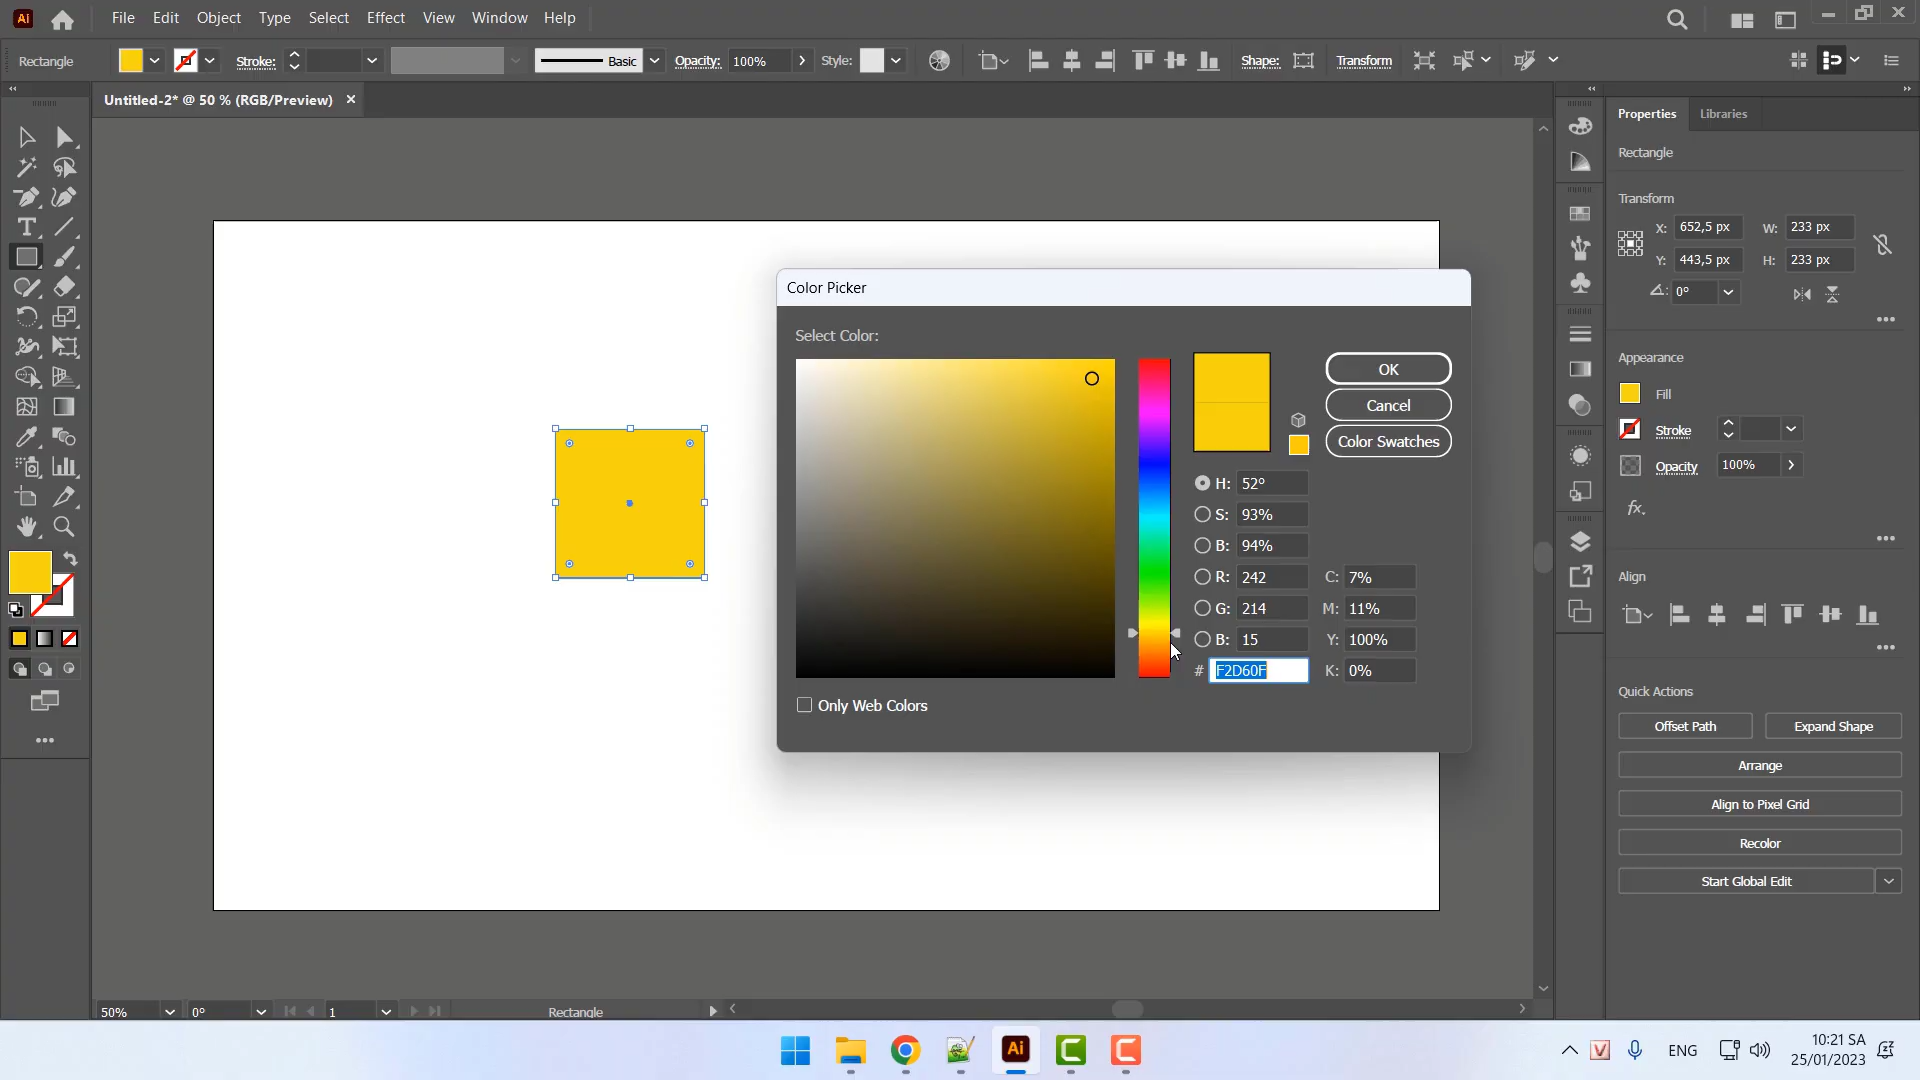 Ai File Edit Object Type Select Effect View Window Help
Rectangle Stroke: Basic Opacity: 100% Style: Shape: Transform
Untitled-2* @ 50 % (RGB/Preview)
Properties Libraries
Rectangle
Transform
X: 652,5 px W: 233 px
Y: 443,5 px H: 233 px
0°
Appearance
Fill
Stroke
Opacity 100%
fx.
Align
Quick Actions
Offset Path Expand Shape
Arrange
Align to Pixel Grid
Recolor
Start Global Edit
Color Picker
Select Color:
OK
Cancel
Color Swatches
H: 52°
S: 93%
B: 94%
R: 242 C: 7%
G: 214 M: 11%
B: 15 Y: 100%
# F2D60F K: 0%
Only Web Colors
50% 0° 1 Rectangle
Ai ENG 10:21 SA
25/01/2023